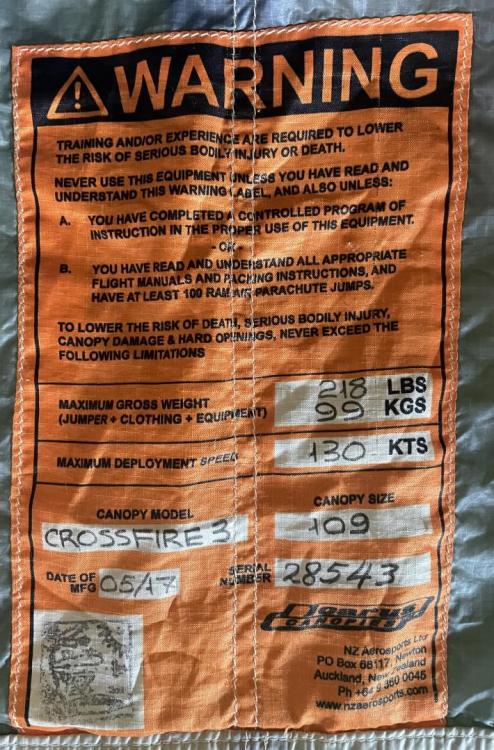 WARNING
TRAINING AND/OR EXPERIENCE ARE REQUIRED TO LOWER
THE RISK OF SERIOUS BODILY INJURY OR DEATH.
NEVER USE THIS EQUIPMENT UNLESS YOU HAVE READ AND
UNDERSTAND THIS WARNING LABEL, AND ALSO UNLESS:
A. YOU HAVE COMPLETED A CONTROLLED PROGRAM OF
INSTRUCTION IN THE PROPER USE OF THIS EQUIPMENT.
- OR -
B. YOU HAVE READ AND UNDERSTAND ALL APPROPRIATE
FLIGHT MANUALS AND PACKING INSTRUCTIONS, AND
HAVE AT LEAST 100 RAM AIR PARACHUTE JUMPS.
TO LOWER THE RISK OF DEATH, SERIOUS BODILY INJURY,
CANOPY DAMAGE & HARD OPENINGS, NEVER EXCEED THE
FOLLOWING LIMITATIONS
MAXIMUM GROSS WEIGHT
(JUMPER + CLOTHING + EQUIPMENT)
218 LBS
99 KGS
MAXIMUM DEPLOYMENT SPEED 130 KTS
CANOPY MODEL
CROSSFIRE 3
CANOPY SIZE
109
DATE OF
MFG 05/17
SERIAL
NUMBER 28543
Icarus
CANOPIES
NZ Aerosports Ltd
PO Box 68117, Newton
Auckland, New Zealand
Ph +64 9 360 0045
www.nzaerosports.com